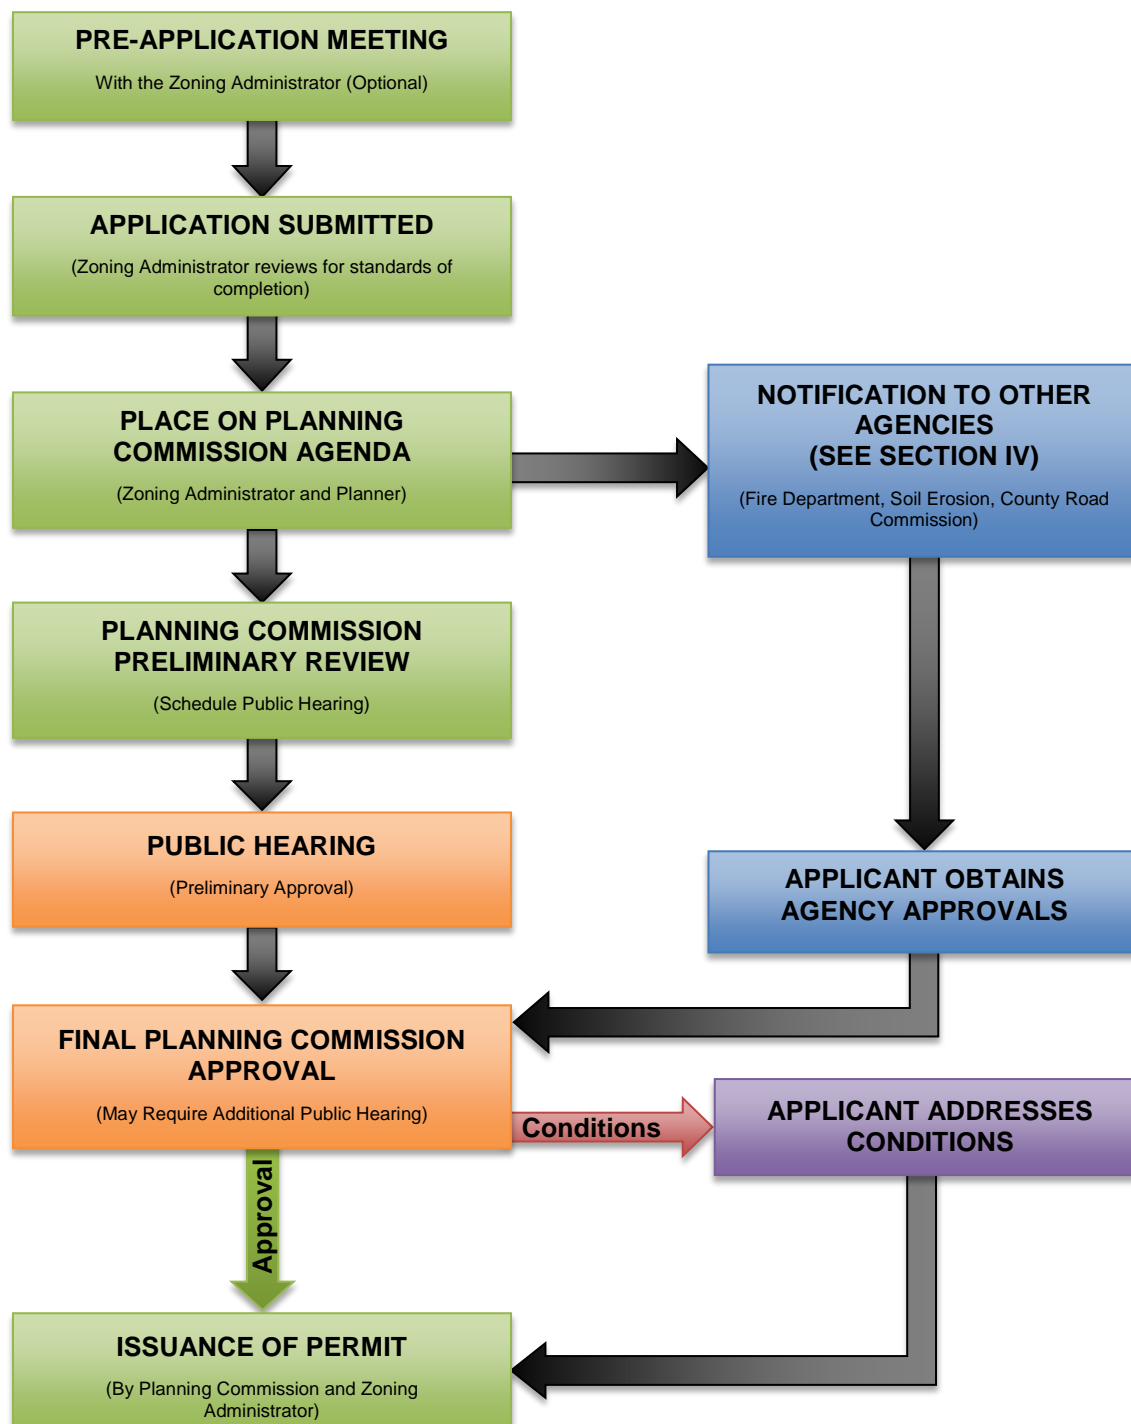 PRE-APPLICATION MEETING
With the Zoning Administrator (Optional)
APPLICATION SUBMITTED
(Zoning Administrator reviews for standards of
completion)
PLACE ON PLANNING
COMMISSION AGENDA
(Zoning Administrator and Planner)
NOTIFICATION TO OTHER
AGENCIES
(SEE SECTION IV)
(Fire Department, Soil Erosion, County Road
Commission)
PLANNING COMMISSION
PRELIMINARY REVIEW
(Schedule Public Hearing)
PUBLIC HEARING
(Preliminary Approval)
APPLICANT OBTAINS
AGENCY APPROVALS
FINAL PLANNING COMMISSION
APPROVAL
(May Require Additional Public Hearing)
Conditions
APPLICANT ADDRESSES
CONDITIONS
Approval
ISSUANCE OF PERMIT
(By Planning Commission and Zoning
Administrator)